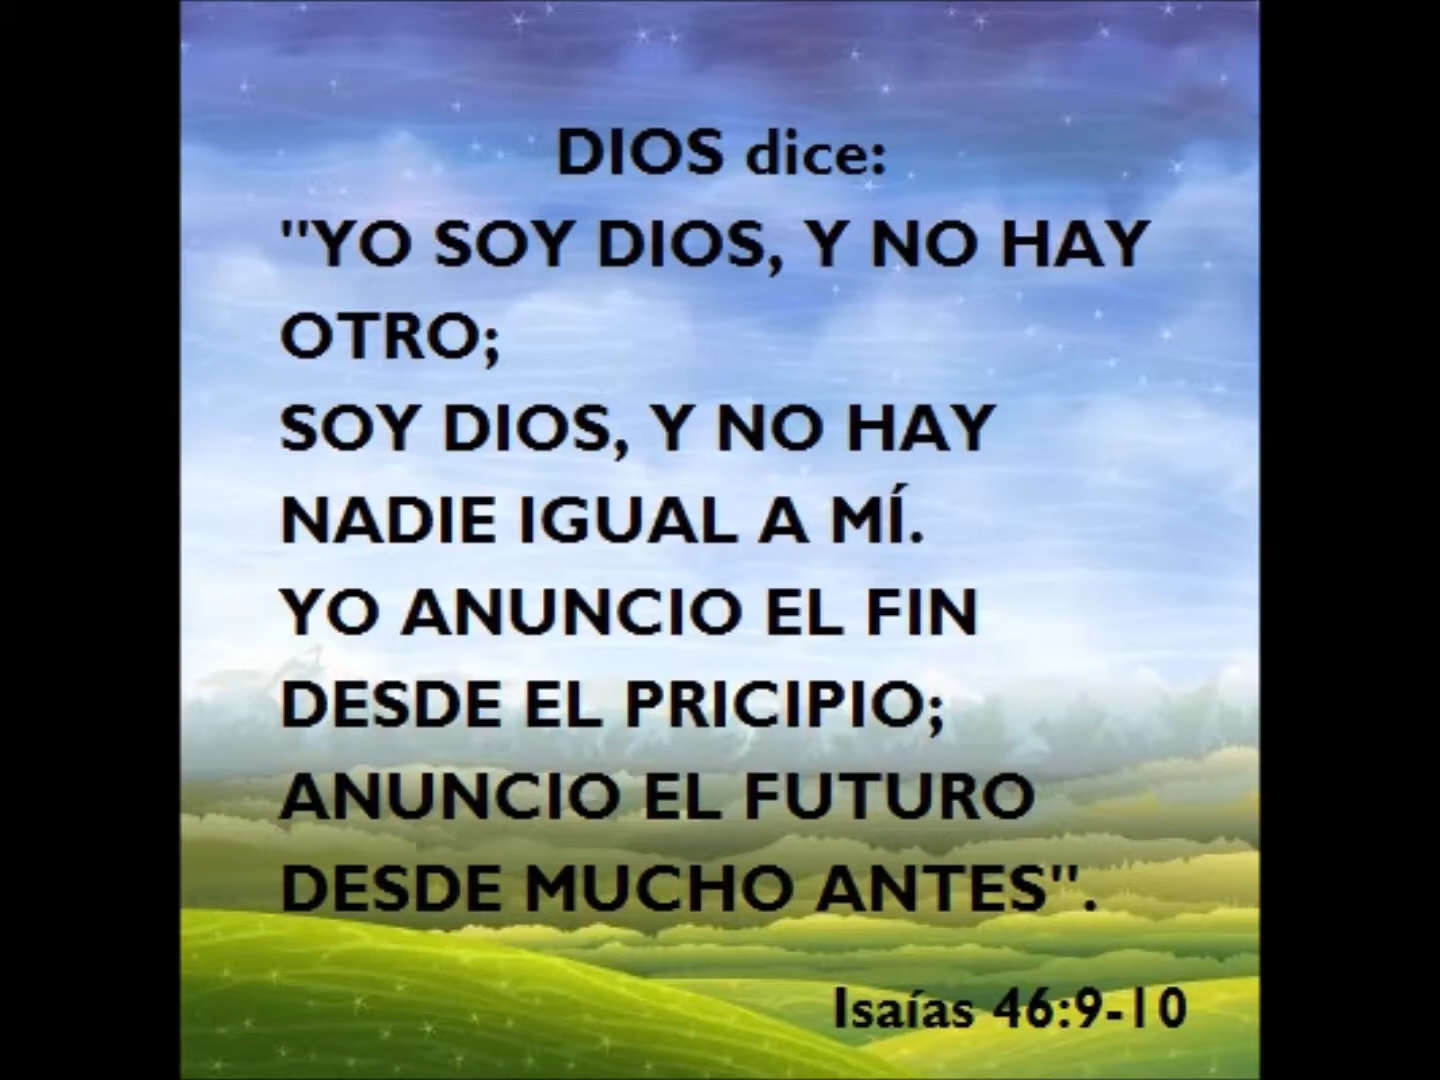 DIOS dice:
"YO SOY DIOS, Y NO HAY
OTRO;
SOY DIOS, Y NO HAY
NADIE IGUAL A MÍ.
YO ANUNCIO EL FIN
DESDE EL PRICIPIO;
ANUNCIO EL FUTURO
DESDE MUCHO ANTES".
Isaías 46:9-10